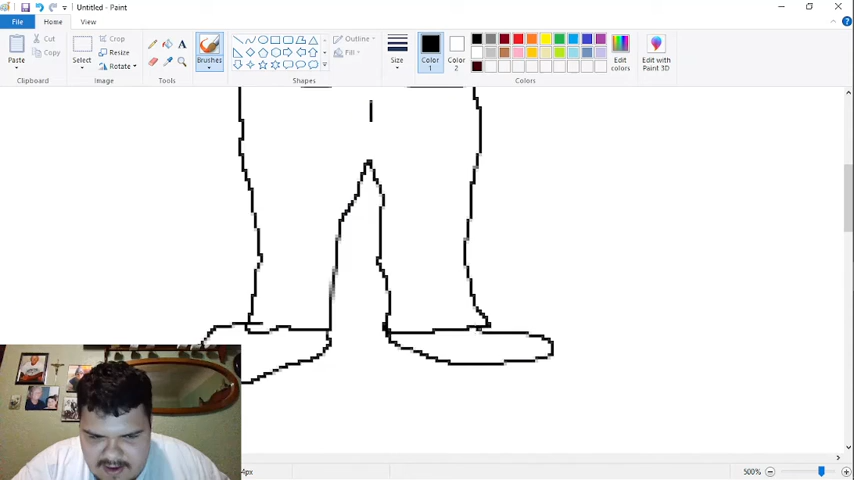 Untitled - Paint
File Home View
Paste Cut Copy
Select Crop Resize Rotate
A
Brushes
Outline Fill
Size
Color 1 Color 2
Edit colors
Edit with Paint 3D
Clipboard Image Tools Shapes Colors
4px 500%